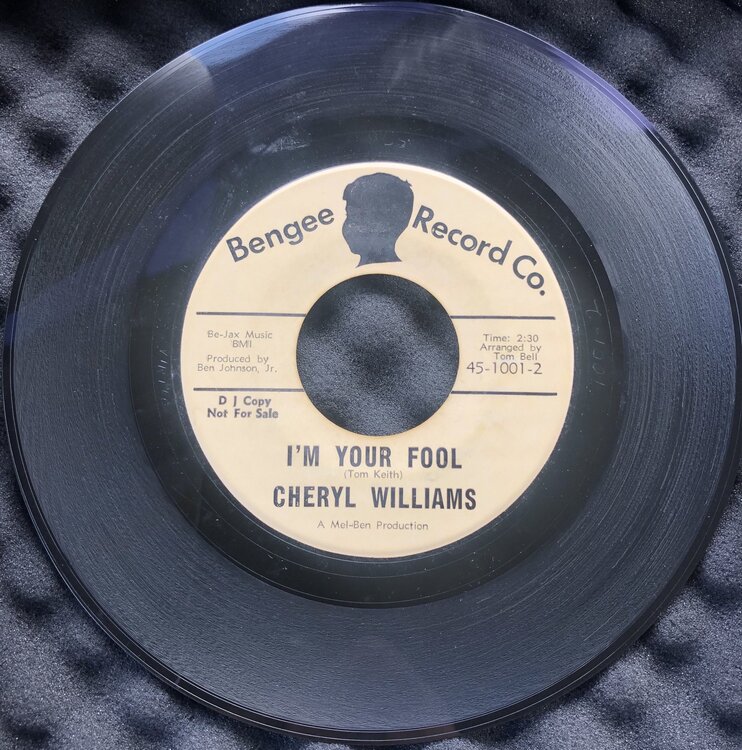 Bengee Record Co.
Be-Jax Music
BMI
Produced by
Ben Johnson, Jr.
D J Copy
Not For Sale
Time: 2:30
Arranged by
Tom Bell
45-1001-2
I'M YOUR FOOL
(Tom Keith)
CHERYL WILLIAMS
A Mel-Ben Production